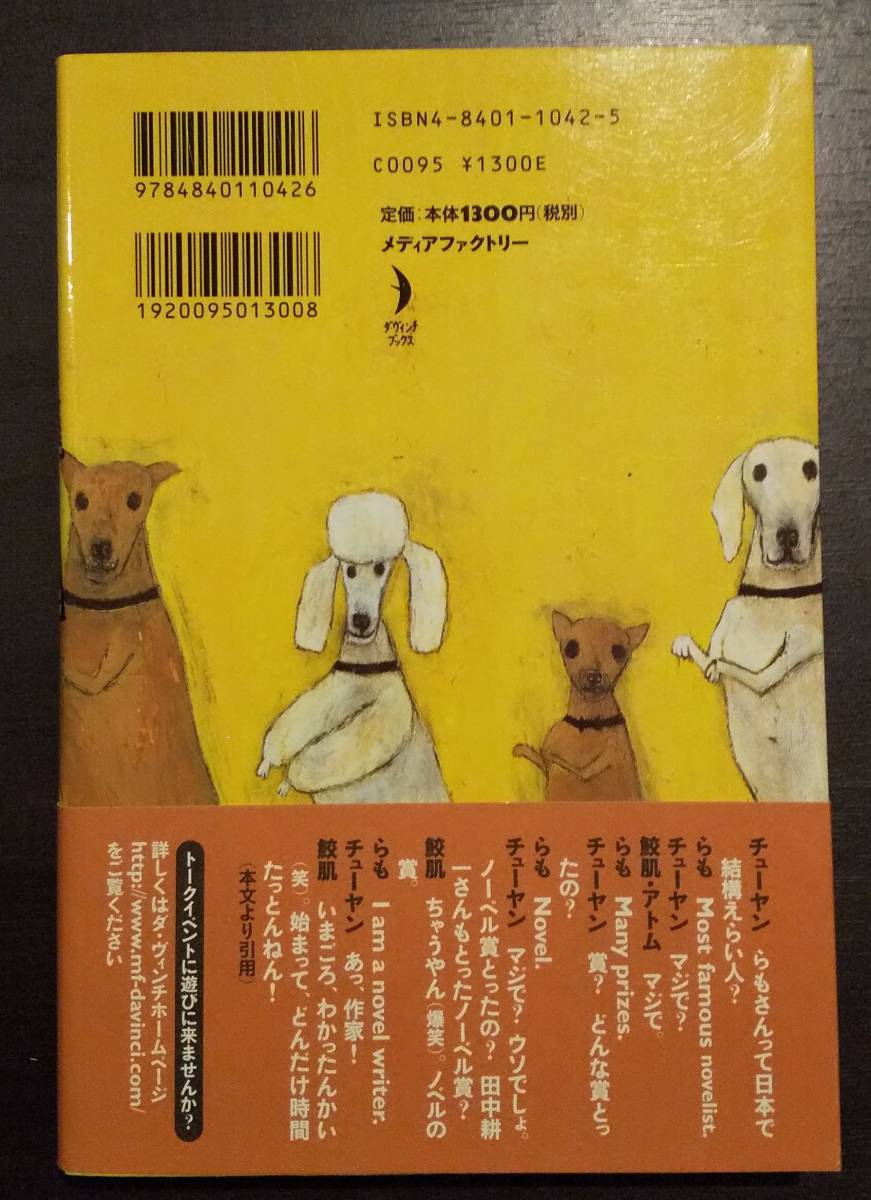 ISBN4-8401-1042-5
9784840110426
C0095 ¥1300E
定価:本体1300円(税別)
メディアファクトリー
1920095013008
ダ・ヴィンチ
ブックス
チューヤン らもさんって日本で
結構えらい人?
らも Most famous novelist.
チューヤン マジで?
鮫肌・アトム マジで。
らも Many prizes.
チューヤン 賞? どんな賞とっ
たの?
らも Novel.
チューヤン マジで? ウソでしょ。
ノーベル賞とったの? 田中耕
一さんもとったノーベル賞?
鮫肌 ちゃうやん(爆笑)。ノベルの
賞。
らも I am a novel writer.
チューヤン あっ、作家!
鮫肌 いまごろ、わかったんかい
(笑)。始まって、どんだけ時間
たっとんねん!
(本文より引用)
トークイベントに遊びに来ませんか?
詳しくはダ・ヴィンチホームページ
http://www.mf-davinci.com/
をご覧ください